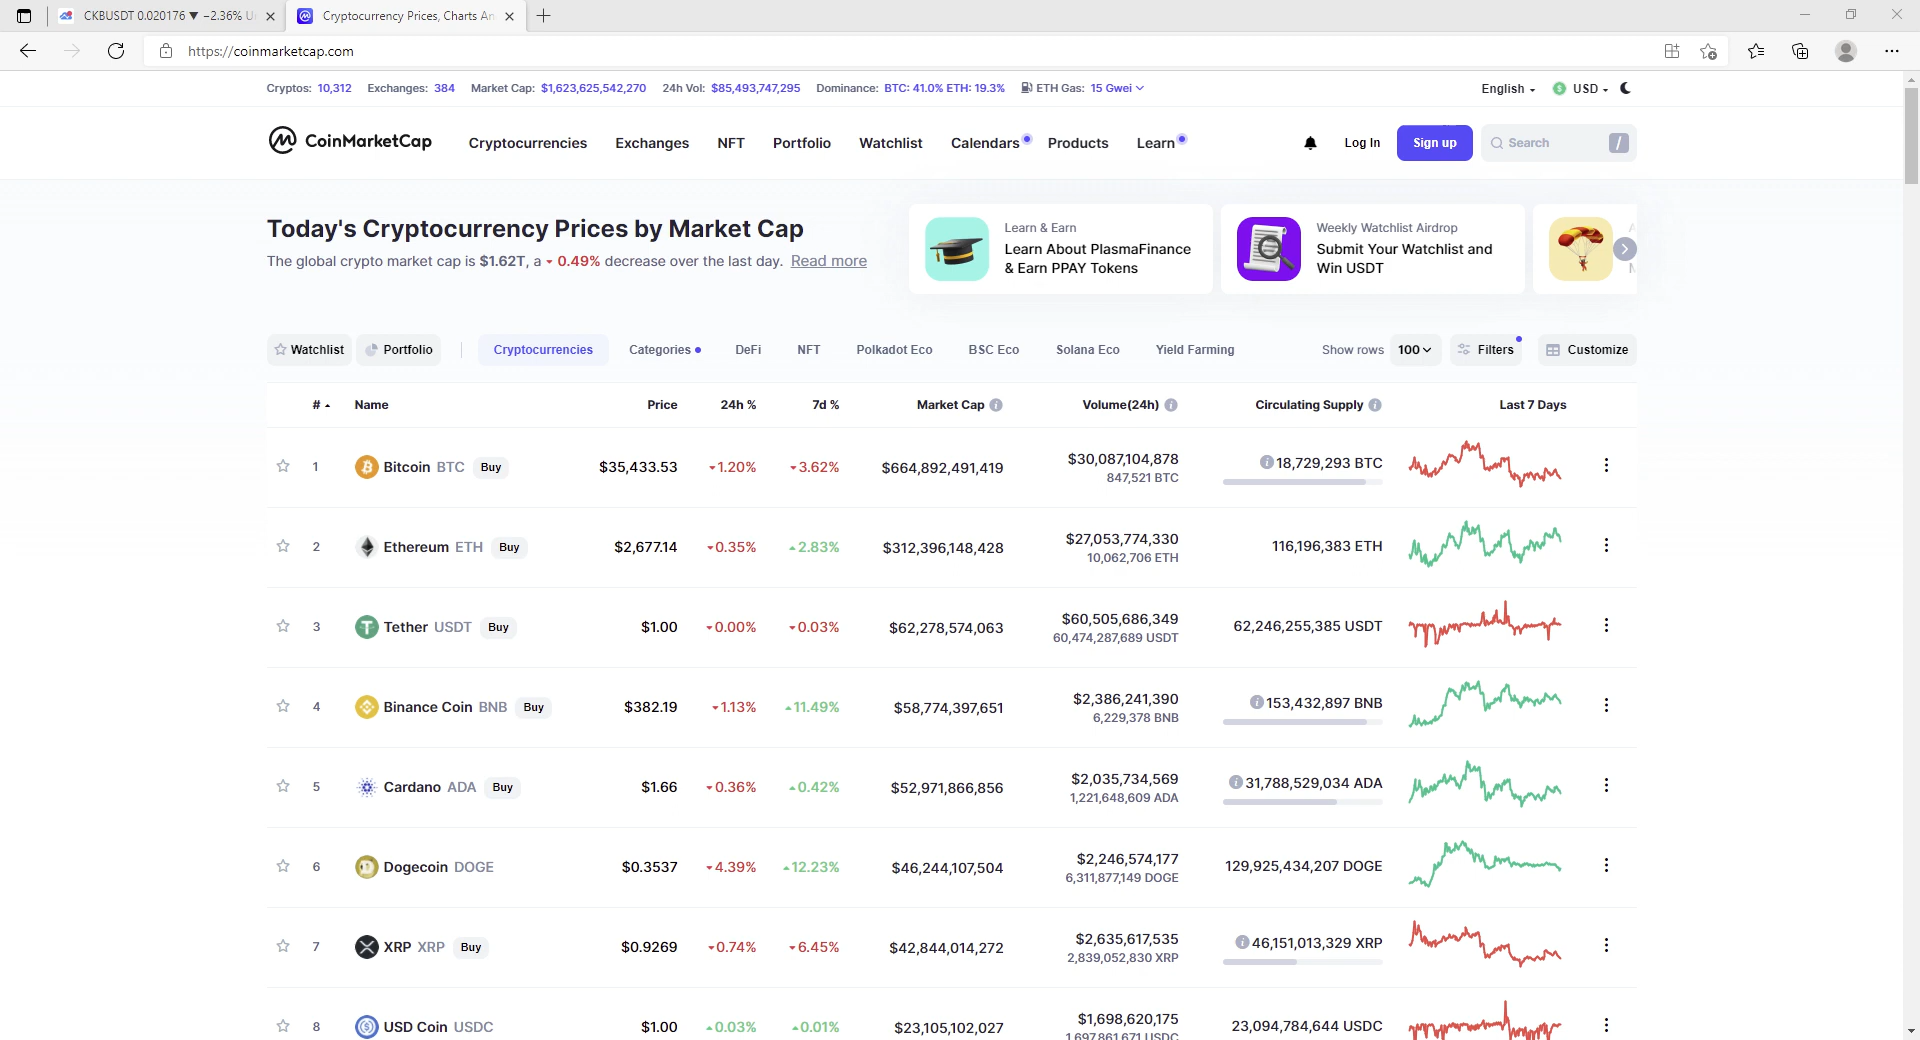 CKBUSDT 0.020176 ▼ −2.36%
Cryptocurrency Prices, Charts An
https://coinmarketcap.com
Cryptos: 10,312 Exchanges: 384 Market Cap: $1,623,625,542,270 24h Vol: $85,493,747,295 Dominance: BTC: 41.0% ETH: 19.3% ETH Gas: 15 Gwei English USD
CoinMarketCap Cryptocurrencies Exchanges NFT Portfolio Watchlist Calendars Products Learn Log In Sign up Search /
Today's Cryptocurrency Prices by Market Cap
The global crypto market cap is $1.62T, a 0.49% decrease over the last day. Read more
Learn & Earn
Learn About PlasmaFinance
& Earn PPAY Tokens
Weekly Watchlist Airdrop
Submit Your Watchlist and
Win USDT
Watchlist Portfolio Cryptocurrencies Categories DeFi NFT Polkadot Eco BSC Eco Solana Eco Yield Farming Show rows 100 Filters Customize
# Name Price 24h % 7d % Market Cap Volume(24h) Circulating Supply Last 7 Days
1 Bitcoin BTC Buy $35,433.53 1.20% 3.62% $664,892,491,419 $30,087,104,878 18,729,293 BTC
847,521 BTC
2 Ethereum ETH Buy $2,677.14 0.35% 2.83% $312,396,148,428 $27,053,774,330 116,196,383 ETH
10,062,706 ETH
3 Tether USDT Buy $1.00 0.00% 0.03% $62,278,574,063 $60,505,686,349 62,246,255,385 USDT
60,474,287,689 USDT
4 Binance Coin BNB Buy $382.19 1.13% 11.49% $58,774,397,651 $2,386,241,390 153,432,897 BNB
6,229,378 BNB
5 Cardano ADA Buy $1.66 0.36% 0.42% $52,971,866,856 $2,035,734,569 31,788,529,034 ADA
1,221,648,609 ADA
6 Dogecoin DOGE $0.3537 4.39% 12.23% $46,244,107,504 $2,246,574,177 129,925,434,207 DOGE
6,311,877,149 DOGE
7 XRP XRP Buy $0.9269 0.74% 6.45% $42,844,014,272 $2,635,617,535 46,151,013,329 XRP
2,839,052,830 XRP
8 USD Coin USDC $1.00 0.03% 0.01% $23,105,102,027 $1,698,620,175 23,094,784,644 USDC
1,697,861,671 USDC